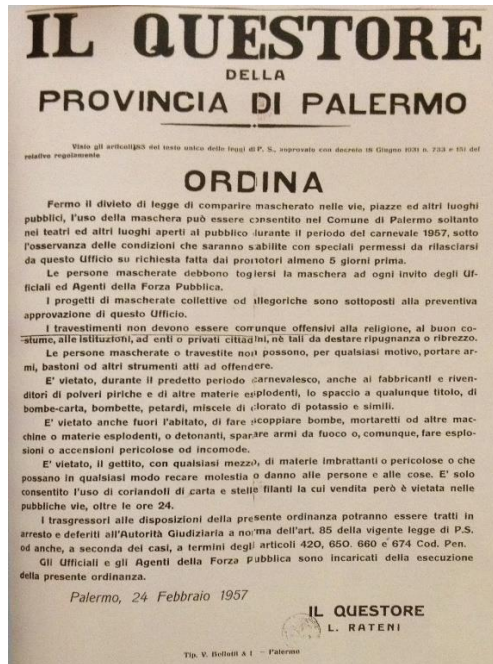 IL QUESTORE
DELLA
PROVINCIA DI PALERMO
Visto gli articoli 85 del testo unico delle leggi di P. S., approvato con decreto 18 Giugno 1931 n. 733 e 151 del
relativo regolamento
ORDINA
Fermo il divieto di legge di comparire mascherato nelle vie, piazze ed altri luoghi
pubblici, l'uso della maschera può essere consentito nel Comune di Palermo soltanto
nei teatri ed altri luoghi aperti al pubblico durante il periodo del carnevale 1957, sotto
l'osservanza delle condizioni che saranno stabilite con speciali permessi da rilasciarsi
da questo Ufficio su richiesta fatta dai promotori almeno 5 giorni prima.
Le persone mascherate debbono togliersi la maschera ad ogni invito degli Uf-
ficiali ed Agenti della Forza Pubblica.
I progetti di mascherate collettive od allegoriche sono sottoposti alla preventiva
approvazione di questo Ufficio.
I travestimenti non devono essere comunque offensivi alla religione, al buon co-
stume, alle istituzioni, ad enti o privati cittadini, nè tali da destare ripugnanza o ribrezzo.
Le persone mascherate o travestite non possono, per qualsiasi motivo, portare ar-
mi, bastoni od altri strumenti atti ad offendere.
E' vietato, durante il predetto periodo carnevalesco, anche ai fabbricanti e riven-
ditori di polveri piriche e di altre materie esplodenti, lo spaccio a qualunque titolo, di
bombe-carta, bombette, petardi, miscele di clorato di potassio e simili.
E' vietato anche fuori l'abitato, di fare scoppiare bombe, mortaretti od altre mac-
chine o materie esplodenti, o detonanti, sparare armi da fuoco o, comunque, fare esplo-
sioni o accensioni pericolose od incomode.
E' vietato, il gettito, con qualsiasi mezzo, di materie imbrattanti o pericolose o che
possano in qualsiasi modo recare molestia o danno alle persone e alle cose. E' solo
consentito l'uso di coriandoli di carta e stelle filanti la cui vendita però è vietata nelle
pubbliche vie, oltre le ore 24.
I trasgressori alle disposizioni della presente ordinanza potranno essere tratti in
arresto e deferiti all'Autorità Giudiziaria a norma dell'art. 85 della vigente legge di P.S.
od anche, a seconda dei casi, a termini degli articoli 420, 650. 660 e 674 Cod. Pen.
Gli Ufficiali e gli Agenti della Forza Pubblica sono incaricati della esecuzione
della presente ordinanza.
Palermo, 24 Febbraio 1957
IL QUESTORE
L. RATENI
Tip. V. Bellotti & - Palermo